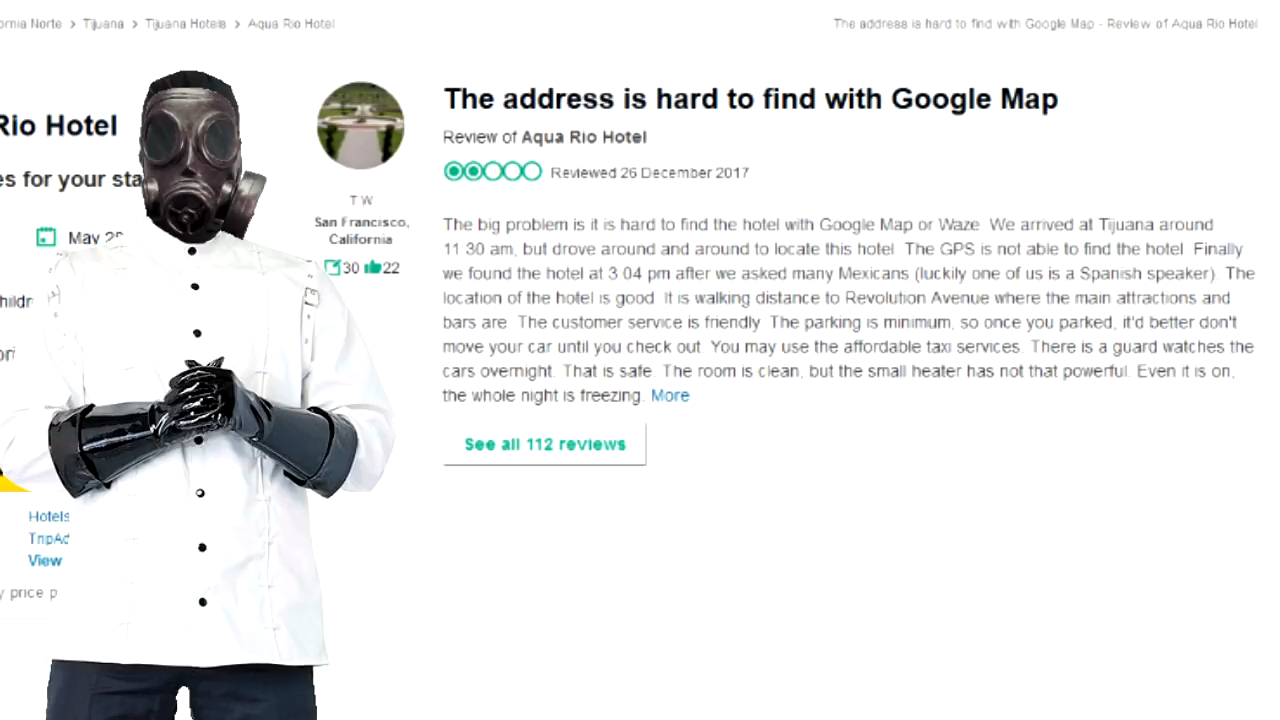 ornia Norte > Tijuana > Tijuana Hotels > Aqua Rio Hotel
The address is hard to find with Google Map - Review of Aqua Rio Hotel
Rio Hotel
es for your sta
May 2
hildr
Hotels
TripAd
View
y price p
T W
San Francisco,
California
30 22
The address is hard to find with Google Map
Review of Aqua Rio Hotel
Reviewed 26 December 2017
The big problem is it is hard to find the hotel with Google Map or Waze We arrived at Tijuana around
11 30 am, but drove around and around to locate this hotel The GPS is not able to find the hotel Finally
we found the hotel at 3 04 pm after we asked many Mexicans (luckily one of us is a Spanish speaker) The
location of the hotel is good It is walking distance to Revolution Avenue where the main attractions and
bars are The customer service is friendly The parking is minimum, so once you parked, it'd better don't
move your car until you check out. You may use the affordable taxi services. There is a guard watches the
cars overnight. That is safe. The room is clean, but the small heater has not that powerful. Even it is on,
the whole night is freezing. More
See all 112 reviews